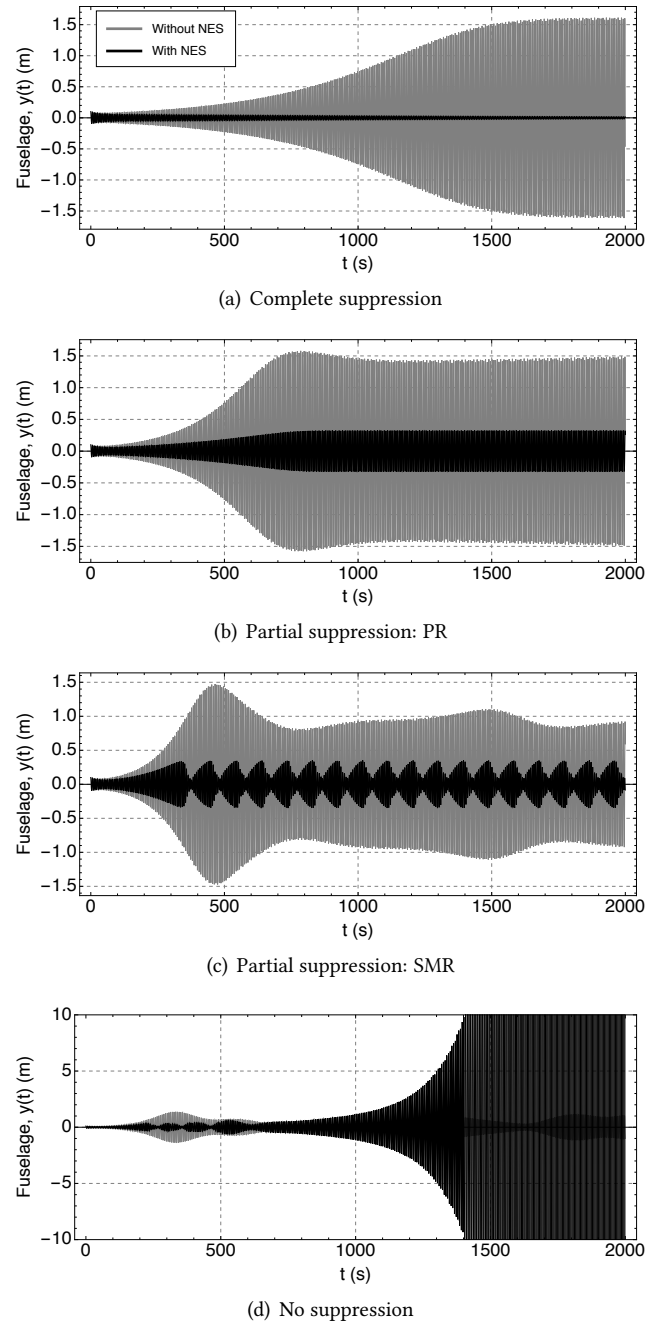 1.5
1.0
0.5
0.0
−0.5
−1.0
−1.5
Fuselage, y(t) (m)
Without NES
With NES
0 500 1000 1500 2000
t (s)
(a) Complete suppression
1.5
1.0
0.5
0.0
−0.5
−1.0
−1.5
Fuselage, y(t) (m)
0 500 1000 1500 2000
t (s)
(b) Partial suppression: PR
1.5
1.0
0.5
0.0
−0.5
−1.0
−1.5
Fuselage, y(t) (m)
0 500 1000 1500 2000
t (s)
(c) Partial suppression: SMR
10
5
0
−5
−10
Fuselage, y(t) (m)
0 500 1000 1500 2000
t (s)
(d) No suppression